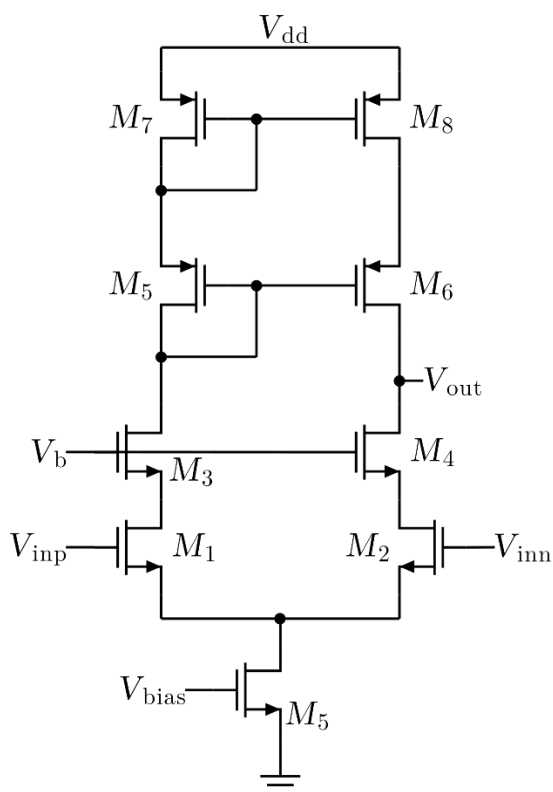 V_dd
M_7
M_8
M_5
M_6
V_out
V_b
M_3
M_4
V_inp
M_1
M_2
V_inn
V_bias
M_5